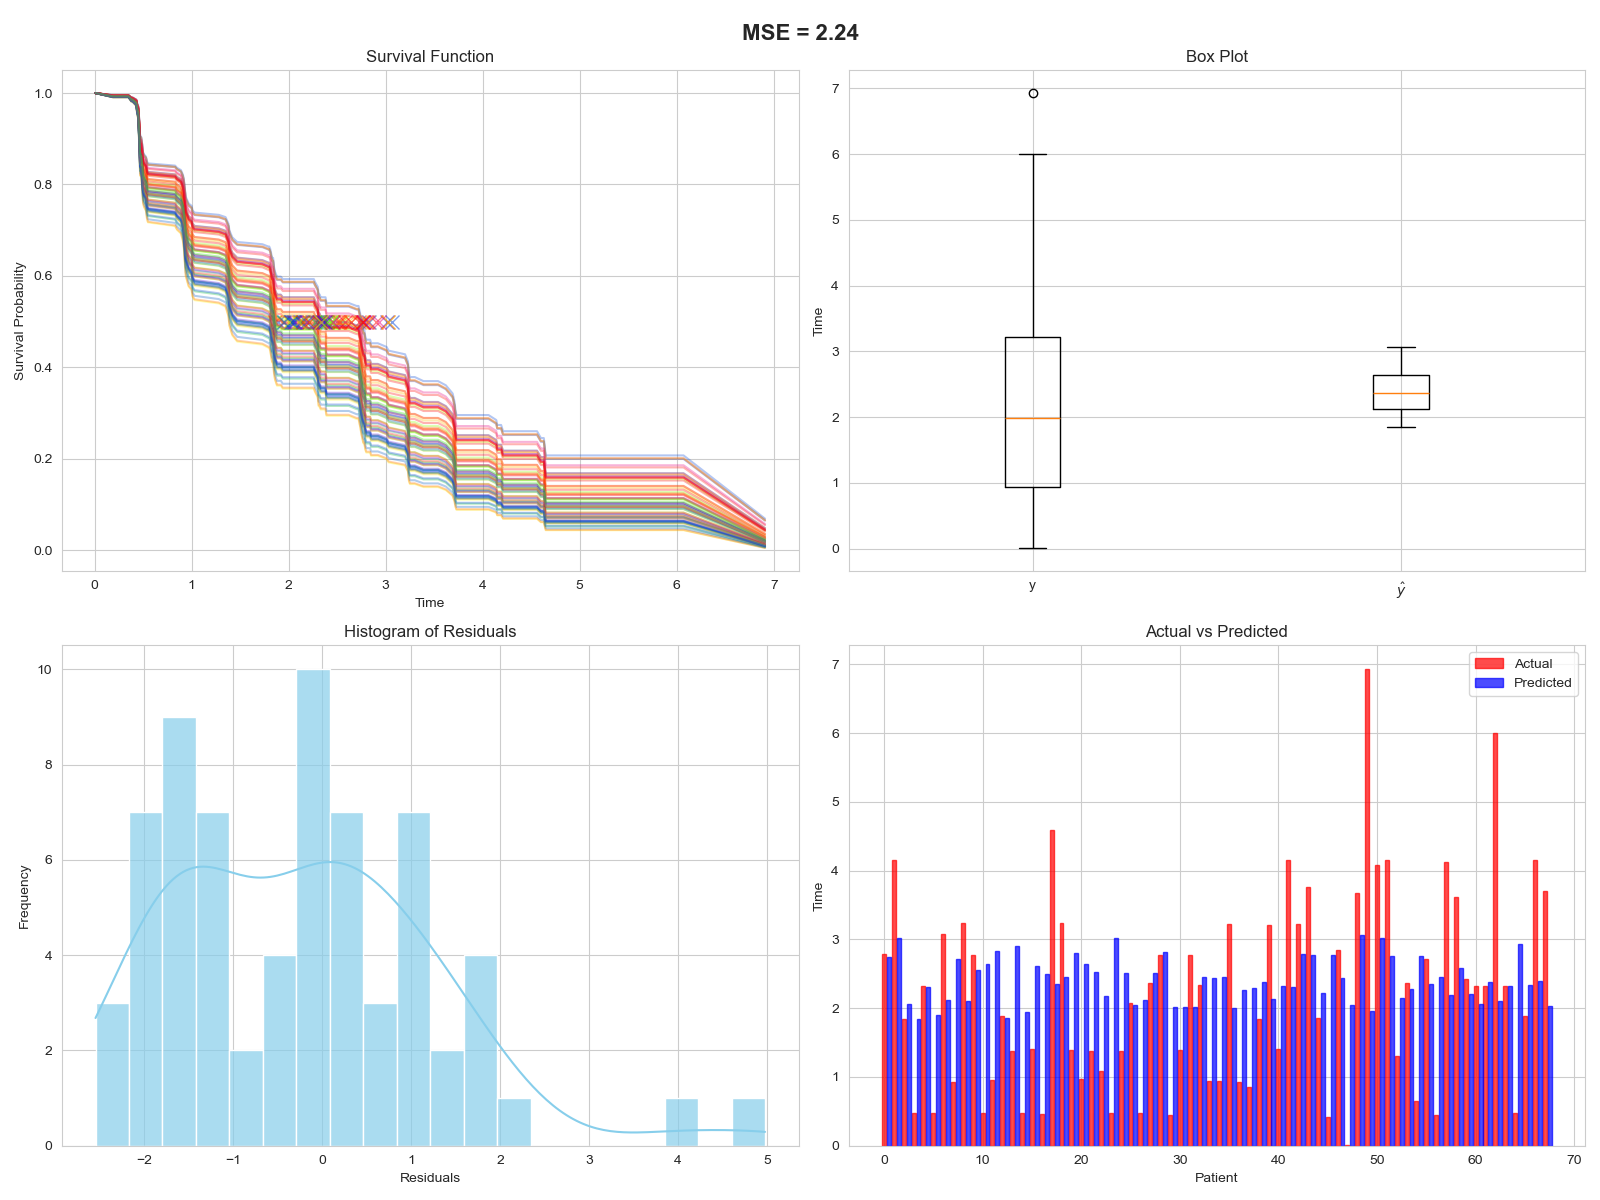 MSE = 2.24
Survival Function
Survival Probability
1.0
0.8
0.6
0.4
0.2
0.0
0 1 2 3 4 5 6 7
Time
Box Plot
Time
7
6
5
4
3
2
1
0
y ŷ
Histogram of Residuals
Frequency
10
8
6
4
2
0
−2 −1 0 1 2 3 4 5
Residuals
Actual vs Predicted
Actual
Predicted
Time
7
6
5
4
3
2
1
0
0 10 20 30 40 50 60 70
Patient